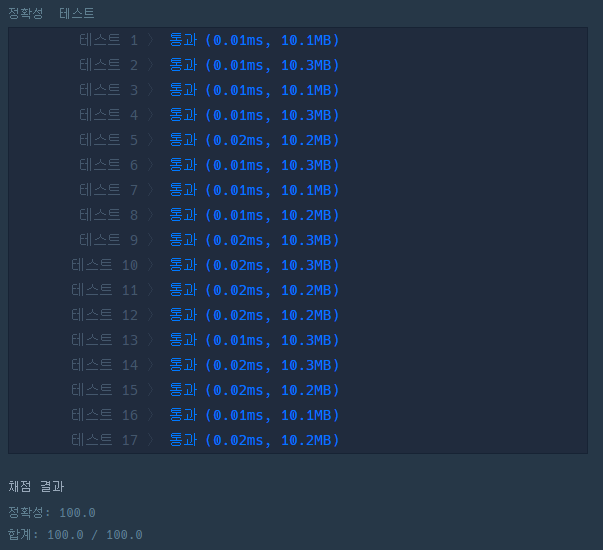 정확성 테스트
테스트 1 〉 통과 (0.01ms, 10.1MB)
테스트 2 〉 통과 (0.01ms, 10.3MB)
테스트 3 〉 통과 (0.01ms, 10.1MB)
테스트 4 〉 통과 (0.01ms, 10.3MB)
테스트 5 〉 통과 (0.02ms, 10.2MB)
테스트 6 〉 통과 (0.01ms, 10.3MB)
테스트 7 〉 통과 (0.01ms, 10.1MB)
테스트 8 〉 통과 (0.01ms, 10.2MB)
테스트 9 〉 통과 (0.02ms, 10.3MB)
테스트 10 〉 통과 (0.02ms, 10.3MB)
테스트 11 〉 통과 (0.02ms, 10.2MB)
테스트 12 〉 통과 (0.02ms, 10.2MB)
테스트 13 〉 통과 (0.01ms, 10.3MB)
테스트 14 〉 통과 (0.02ms, 10.3MB)
테스트 15 〉 통과 (0.02ms, 10.2MB)
테스트 16 〉 통과 (0.01ms, 10.1MB)
테스트 17 〉 통과 (0.02ms, 10.2MB)
채점 결과
정확성: 100.0
합계: 100.0 / 100.0